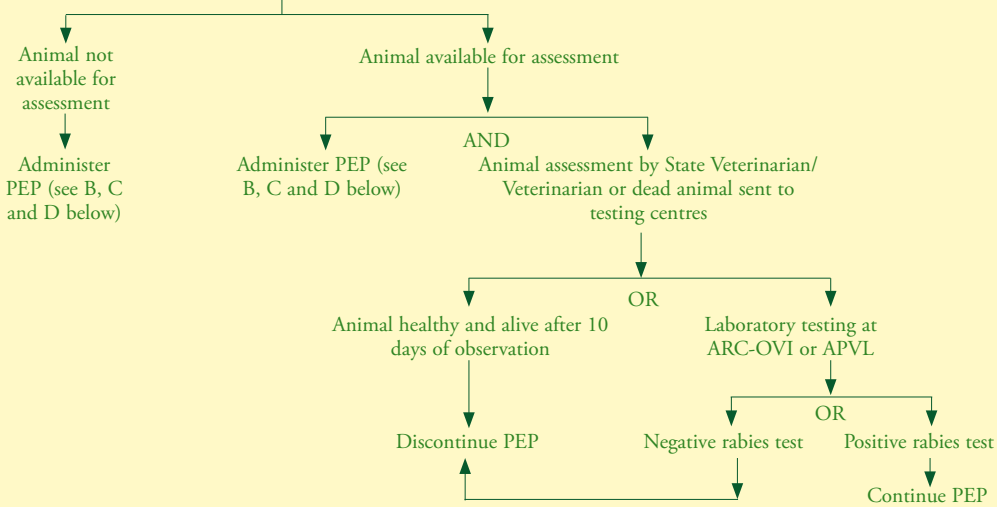 Animal not
available for
assessment
Animal available for assessment
Administer
PEP (see B, C
and D below)
AND
Administer PEP (see
B, C and D below)
Animal assessment by State Veterinarian/
Veterinarian or dead animal sent to
testing centres
OR
Animal healthy and alive after 10
days of observation
Laboratory testing at
ARC-OVI or APVL
OR
Discontinue PEP
Negative rabies test
Positive rabies test
Continue PEP